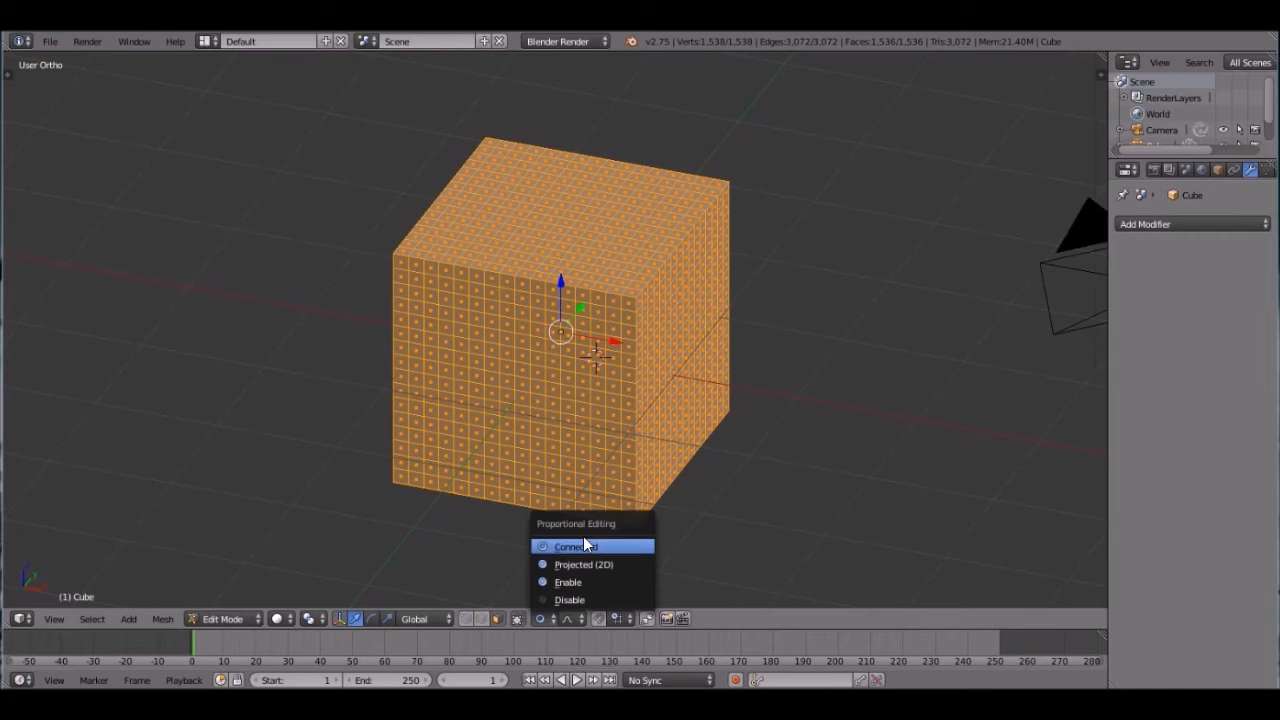 File Render Window Help Default Scene Blender Render v2.75 | Verts:1,538/1,538 | Edges:3,072/3,072 | Faces:1,536/1,536 | Tris:3,072 | Mem:21.40M | Cube
User Ortho
View Search All Scenes
Scene
RenderLayers
World
Camera
Cube
Add Modifier
Proportional Editing
Projected (2D)
Enable
Disable
(1) Cube
View Select Add Mesh Edit Mode Global
-50 -40 -30 -20 -10 0 10 20 30 40 50 60 70 80 90 100 110 120 130 140 150 160 170 180 190 200 210 220 230 240 250 260 270 280
View Marker Frame Playback Start: 1 End: 250 1 No Sync